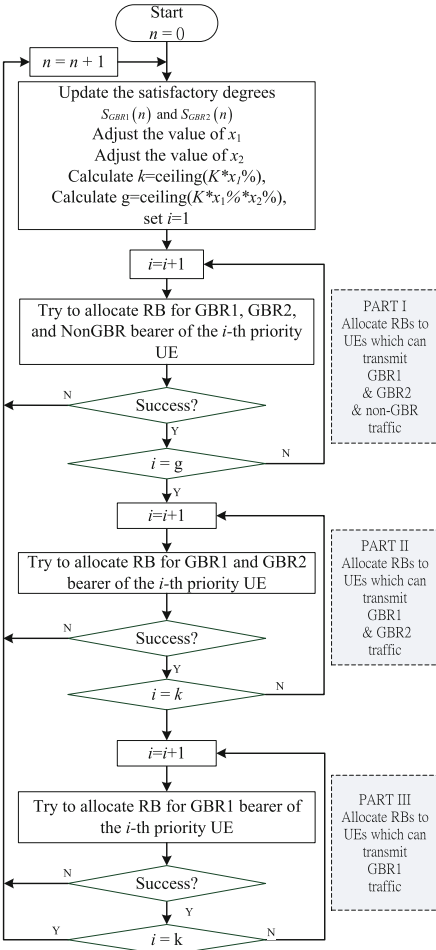 Start
n = 0
n = n + 1
Update the satisfactory degrees
S_GBR1(n) and S_GBR2(n)
Adjust the value of x₁
Adjust the value of x₂
Calculate k=ceiling(K*x₁%),
Calculate g=ceiling(K*x₁%*x₂%),
set i=1
i=i+1
Try to allocate RB for GBR1, GBR2,
and NonGBR bearer of the i-th priority
UE
N
Success?
Y
i = g
N
Y
PART I
Allocate RBs to
UEs which can
transmit
GBR1
& GBR2
& non-GBR
traffic
i=i+1
Try to allocate RB for GBR1 and GBR2
bearer of the i-th priority UE
N
Success?
Y
i = k
N
PART II
Allocate RBs to
UEs which can
transmit
GBR1
& GBR2
traffic
i=i+1
Try to allocate RB for GBR1 bearer of
the i-th priority UE
N
Success?
Y
Y
i = k
N
PART III
Allocate RBs to
UEs which can
transmit
GBR1
traffic